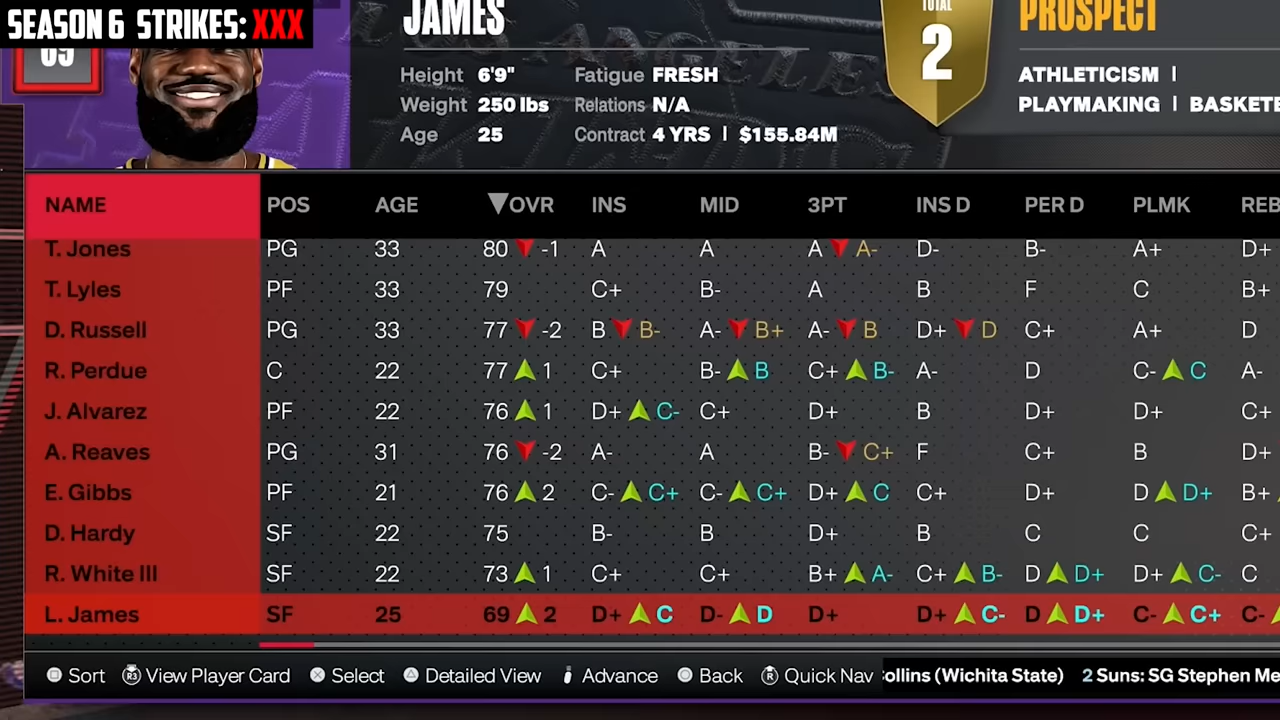 SEASON 6 STRIKES: XXX
JAMES
TOTAL
2
PROSPECT
Height 6'9" Fatigue FRESH
Weight 250 lbs Relations N/A
Age 25 Contract 4 YRS | $155.84M
ATHLETICISM |
PLAYMAKING |
NAME POS AGE OVR INS MID 3PT INS D PER D PLMK
T. Jones PG 33 80 -1 A A A A- D- B- A+ D+
T. Lyles PF 33 79 C+ B- A B F C B+
D. Russell PG 33 77 -2 B B- A- B+ A- B D+ D C+ A+ D
R. Perdue C 22 77 1 C+ B- B C+ B- A- D C- C A-
J. Alvarez PF 22 76 1 D+ C- C+ D+ B D+ D+ C+
A. Reaves PG 31 76 -2 A- A B- C+ F C+ B D+
E. Gibbs PF 21 76 2 C- C+ C- C+ D+ C C+ D+ D D+ B+
D. Hardy SF 22 75 B- B D+ B C C C+
R. White III SF 22 73 1 C+ C+ B+ A- C+ B- D D+ D+ C- C
L. James SF 25 69 2 D+ C D- D D+ D+ C- D D+ C- C+ C-
Sort R3 View Player Card Select Detailed View Advance Back R Quick Nav ollins (Wichita State) 2 Suns: SG Stephen